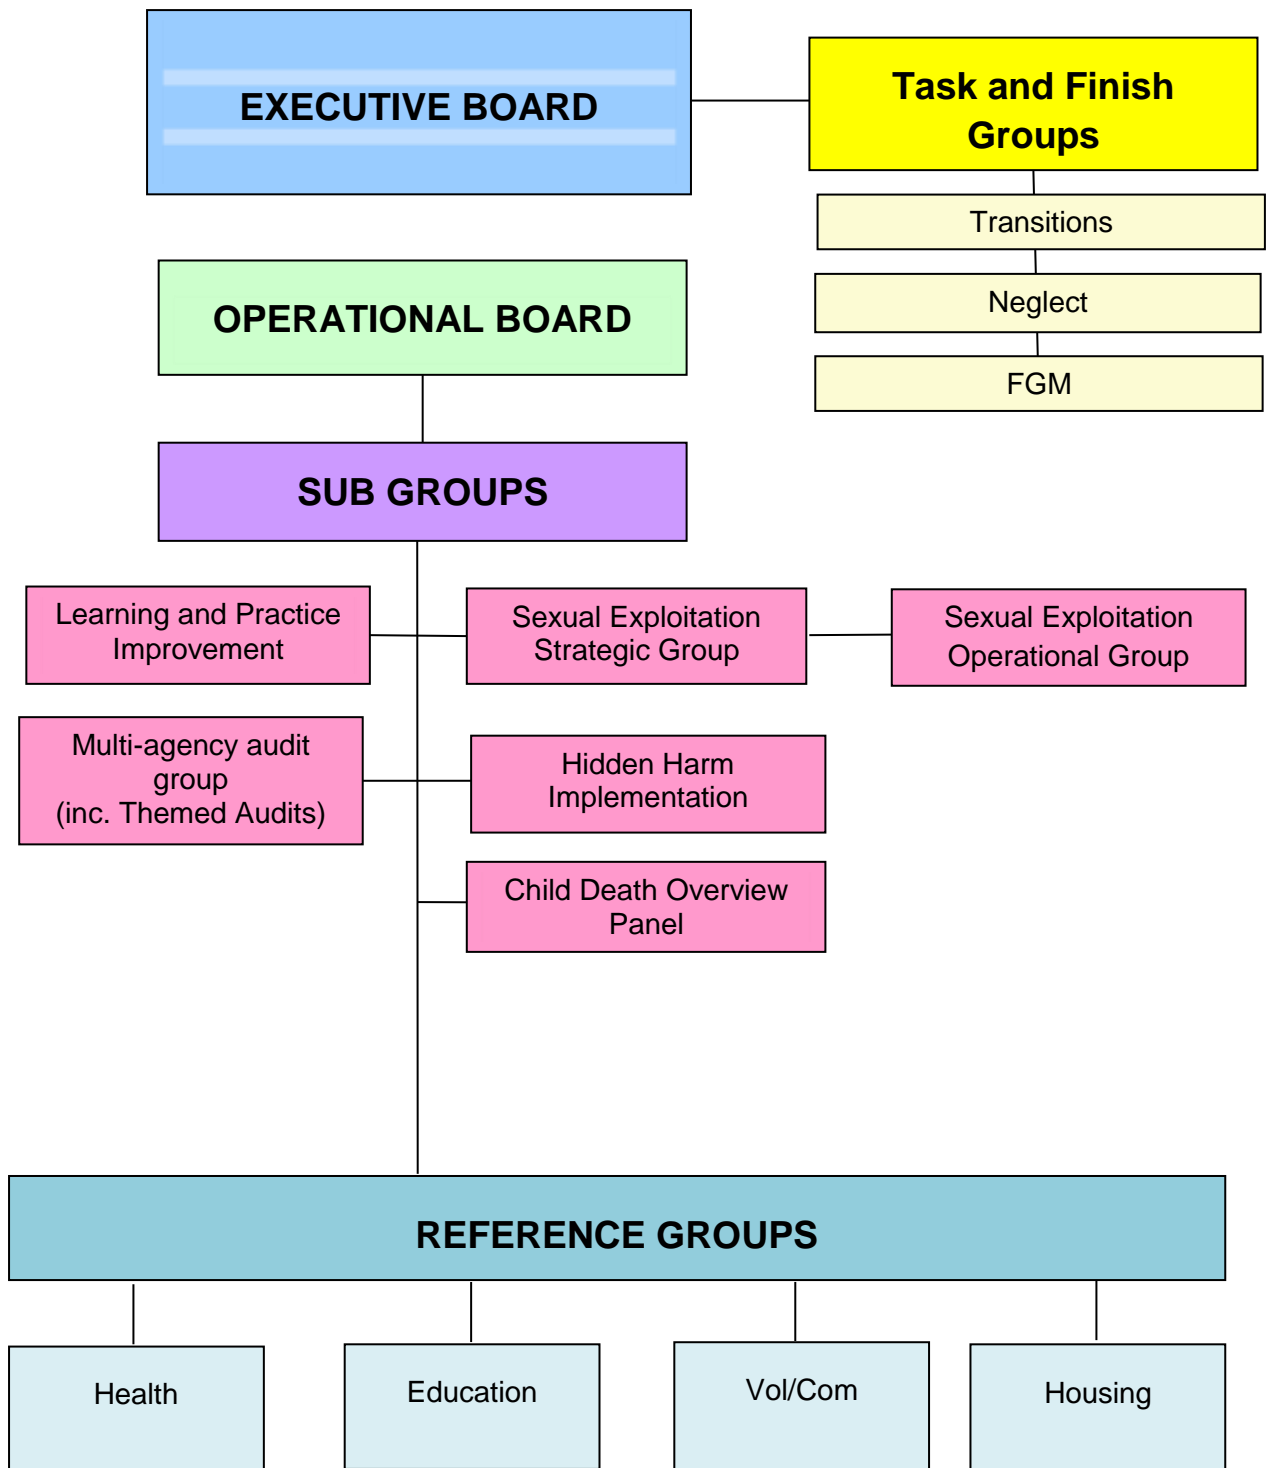 EXECUTIVE BOARD
Task and Finish
Groups
Transitions
Neglect
FGM
OPERATIONAL BOARD
SUB GROUPS
Learning and Practice
Improvement
Sexual Exploitation
Strategic Group
Sexual Exploitation
Operational Group
Multi-agency audit
group
(inc. Themed Audits)
Hidden Harm
Implementation
Child Death Overview
Panel
REFERENCE GROUPS
Health
Education
Vol/Com
Housing